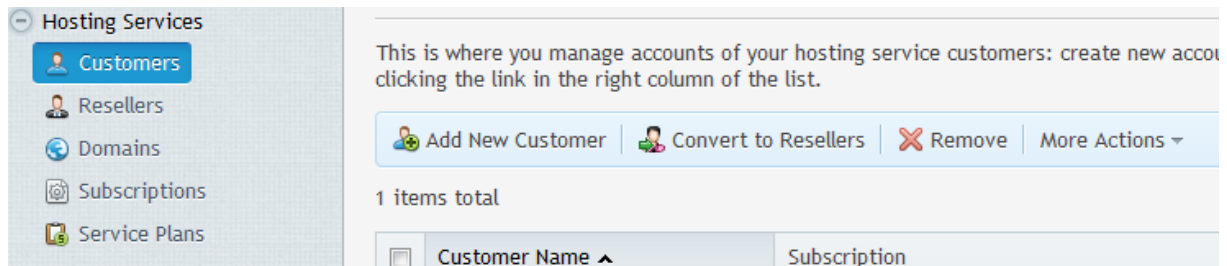 Hosting Services
Customers
Resellers
Domains
Subscriptions
Service Plans
This is where you manage accounts of your hosting service customers: create new
clicking the link in the right column of the list.
Add New Customer Convert to Resellers Remove More Actions
1 items total
Customer Name Subscription